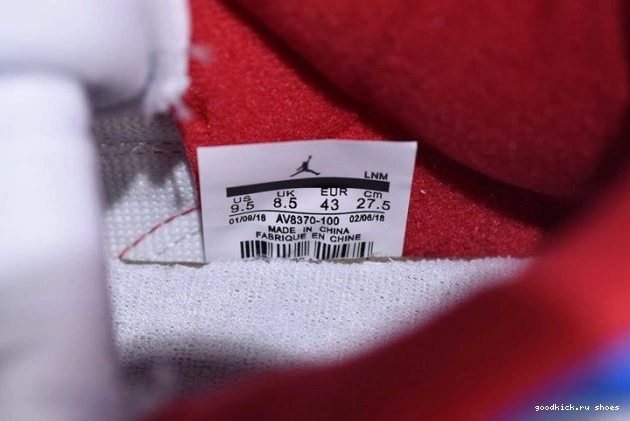 LNM
US UK EUR cm
9.5 8.5 43 27.5
01/09/18 AV8370-100 02/06/18
MADE IN CHINA
FABRIQUE EN CHINE
goodkick.ru shoes